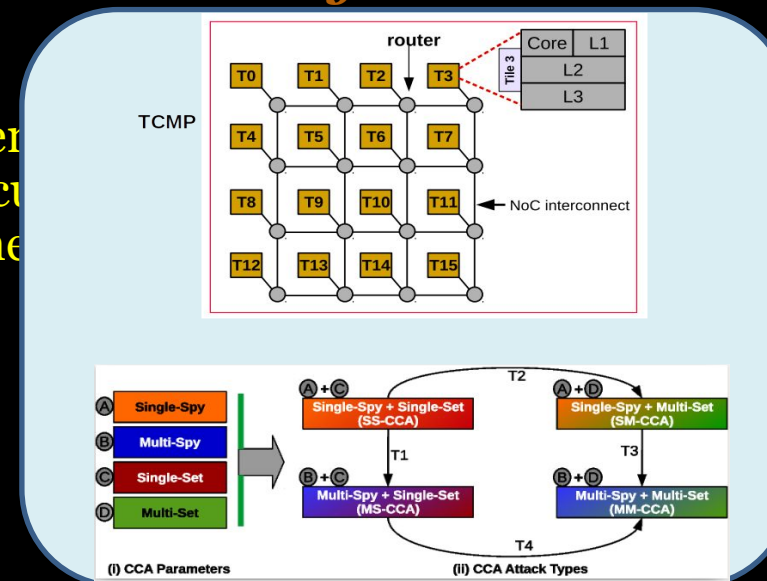 router
T0 T1 T2 T3
Tile 3
Core L1
L2
L3
TCMP
T4 T5 T6 T7
T8 T9 T10 T11
NoC interconnect
T12 T13 T14 T15
A Single-Spy
B Multi-Spy
C Single-Set
D Multi-Set
(i) CCA Parameters
A + C
Single-Spy + Single-Set
(SS-CCA)
T2
A + D
Single-Spy + Multi-Set
(SM-CCA)
T1
T3
B + C
Multi-Spy + Single-Set
(MS-CCA)
B + D
Multi-Spy + Multi-Set
(MM-CCA)
T4
(ii) CCA Attack Types